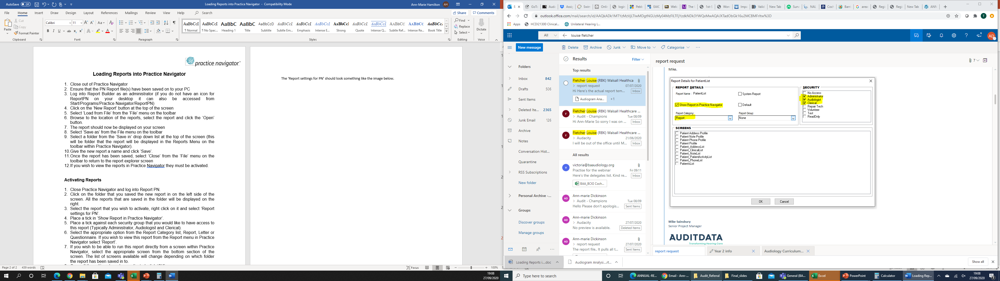 AutoSave Off
Loading Reports into Practice Navigator - Compatibility Mode
Ann-Marie Hamilton AH
File Home Insert Draw Design Layout References Mailings Review View Help Search
Share Comments
Paste
Cut
Copy
Format Painter
Clipboard
Calibri 11
Font
Paragraph
AaBbCcI AaBbCcI AaBbC AaBbC AaBbCcD AaBbCcL AaBbCcL AaBbCcL AaBbCcI AaBbCcL AaBbCcL AaBbCc AaBbCc AaBbCcL
¶ Normal ¶ No Spac... Heading 1 Title Subtitle Subtle Em... Emphasis Intense E... Strong Quote Intense Q... Subtle Ref... Intense Re... Book Title
Styles
Find
Replace
Select
Editing
Dictate
Voice
practice navigator™
Loading Reports into Practice Navigator
1. Close out of Practice Navigator
2. Ensure that the PN Report file(s) have been saved on to your PC
3. Log into Report Builder as an administrator (if you do not have an icon for
ReportPN on your desktop it can also be accessed from
Start/Programs/Practice Navigator/ReportPN)
4. Click on the ‘New Report’ button at the top of the screen
5. Select ‘Load from File’ from the ‘File’ menu on the toolbar
6. Browse to the location of the reports, select the report and click the ‘Open’
button.
7. The report should now be displayed on your screen
8. Select ‘Save as’ from the File menu on the toolbar
9. Select a folder from the ‘Save in’ drop down list at the top of the screen (this
will be folder that the report will be displayed in the Reports Menu on the
toolbar within Practice Navigator).
10. Give the new report a name and click ‘Save’.
11. Once the report has been saved, select ‘Close’ from the ‘File’ menu on the
toolbar to return to the report explorer screen
12. If you wish to view the reports in Practice Navigator they must be activated.
Activating Reports
1. Close Practice Navigator and log into Report PN.
2. Click on the folder that you saved the new report in on the left side of the
screen. All the reports that are saved in the folder will be displayed on the
right.
3. Select the report that you wish to activate, right click on it and select ‘Report
settings for PN’.
4. Place a tick in ‘Show Report in Practice Navigator’.
5. Place a tick against each security group that you would like to have access to
this report (Typically Administrator, Audiologist and Clerical).
6. Select the appropriate option from the Report Category list, Report, Letter or
Questionnaire. If you wish to view this report from the Report menu in Practice
Navigator select ‘Report’.
7. If you wish to be able to run this report directly from a screen within Practice
Navigator, select the appropriate screen from the bottom section of the
screen. The list of screens available will change depending on which folder
the report has been saved in to.
The ‘Report settings for PN’ should look something like the image below.
Page 2 of 2 439 words
Focus
100%
19:08
27/09/2020
GoTo Auda Assig Swim Onlin login Pebb EAIC Welc The 1st-S Word Impa Valid New Tab Surv NAL Coch Barri area Regi Regi New Tab ANN
outlook.office.com/mail/search/id/AAQkADk1MTYzMzVjLTIwMDgtNGUzMy04MzFlLTFjYzdkNDk3YWQxMwAQAJXTadObGk16u2MCBMFrItw%3D
Apps HCDI21300 Clinical... Unilateral Hearing L...
All louise fletcher
AD
New message
Delete Archive Junk Move to Categorise
Folders
Inbox 842
Drafts 506
Sent Items
Deleted Ite... 2365
Junk Email 126
Archive
Notes
Conversation Hist...
Quarantine
RSS Subscriptions
New folder
Personal Archive -...
Groups
Discover groups
Manage groups
Results Filter
Top results
Fletcher Louise (RBK) Walsall Healthca
report request 07/07/2020
Hi Here's the actual report tem... Inbox
Audiogram Ana... +1
F
Fletcher Louise (RBK) Walsall Healthcare ...
Audit - Champions Tue 08/09
Hi Ann-Marie So sorry I was on ... Inbox
F
Fletcher Louise (RBK) Walsall Healthcare ...
Audacity 21/06/2020
I will be out of the office until M... Inbox
All results
V
victoria@baaudiology.org
Practise for the webinar Fri 09:11
Here's the delegates list. Kind re... Inbox
BAA_BCIG Coch...
AD
Ann-marie Dickinson
Audit - Champions Tue 08/09
Hello Please don't apologis... Sent Items
AD
Ann-marie Dickinson
Audacity 27/07/2020
No preview is available. Deleted Items
AD
Ann-marie Dickinson
report request 27/07/2020
The report file.. It pulls all t... Sent Items
report request
7
Mike.
Report Details for PatientList
REPORT DETAILS
Report Name : PatientList
System Report
Show Report in Practice Navigator
Default
Report Category:
Report
Report Group:
None
SECURITY
No Access
Administrator
Audiologist
Clerical
Repair Tech
Volunteer
Test
ReadOnly
SCREENS
Patient Address Profile
Patient Note Profile
Patient Phone Profile
Patient Profile
Patient_AddressList
Patient_ClinicalList
Patient_NoteList
Patient_PatientActivityList
Patient_PhoneList
PatientsList
OK Cancel
Mike Sainsbury
Senior Project Manager
AUDITDATA
Transforming Hearing Care
report request Year 2 info Audiology Curriculum...
Loading Reports i....doc Audiogram Analysi....rt...
Show all
Type here to search
ANNUAL-RE... Email - Ann-... Audit_Referral Final_slides General (BA... Excel PowerPoint Calculator Loading Rep...
19:08
27/09/2020